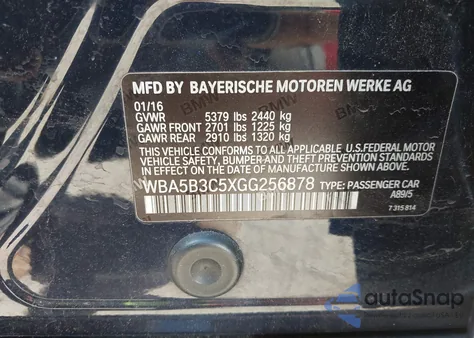 MFD BY BAYERISCHE MOTOREN WERKE AG
01/16
GVWR 5379 lbs 2440 kg
GAWR FRONT 2701 lbs 1225 kg
GAWR REAR 2910 lbs 1320 kg
THIS VEHICLE CONFORMS TO ALL APPLICABLE U.S.FEDERAL MOTOR
VEHICLE SAFETY, BUMPER, AND THEFT PREVENTION STANDARDS
IN EFFECT ON THE DATE OF MANUFACTURE SHOWN ABOVE.
WBA5B3C5XGG256878 TYPE: PASSENGER CAR
A89/5
7 315 814
autoSnap